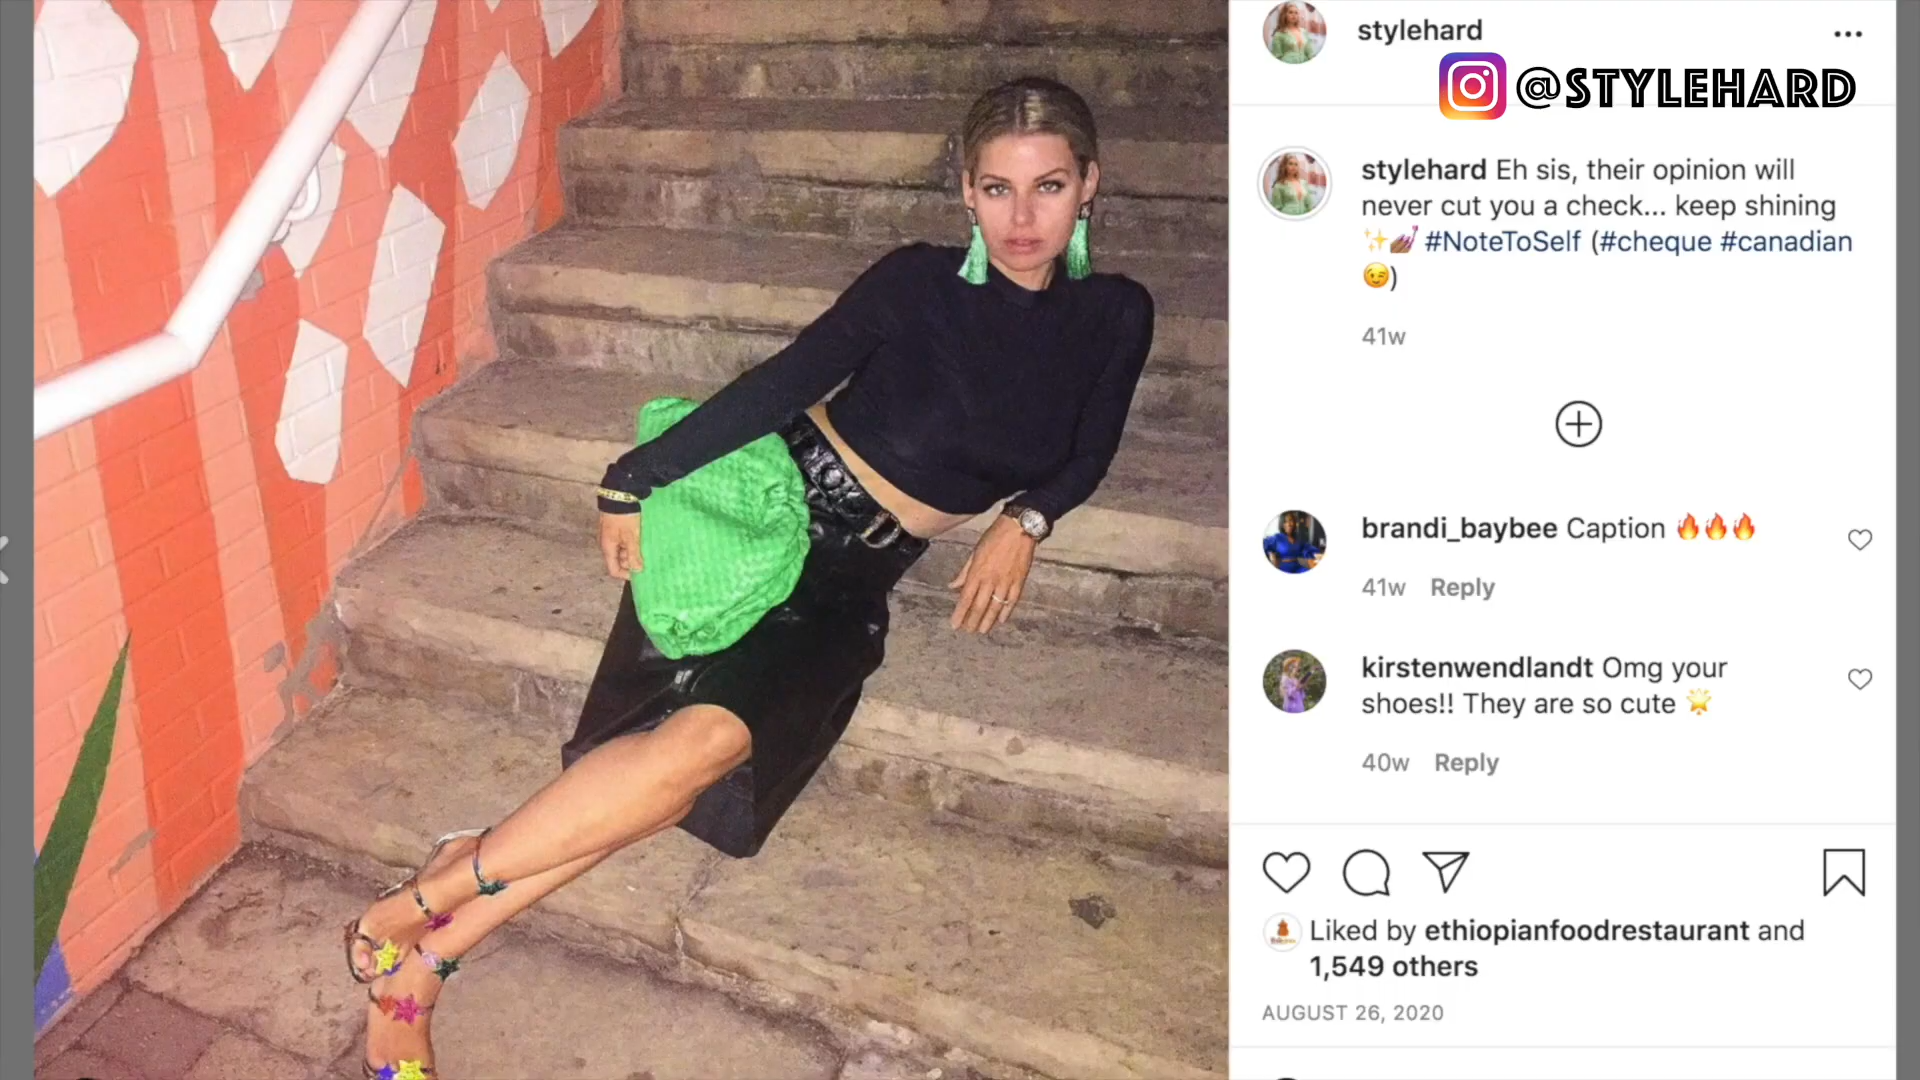 stylehard
@STYLEHARD
stylehard Eh sis, their opinion will
never cut you a check... keep shining
✨💅🏾 #NoteToSelf (#cheque #canadian
😉)
41w
brandi_baybee Caption 🔥🔥🔥
41w Reply
kirstenwendlandt Omg your
shoes!! They are so cute 🌟
40w Reply
Liked by ethiopianfoodrestaurant and
1,549 others
AUGUST 26, 2020